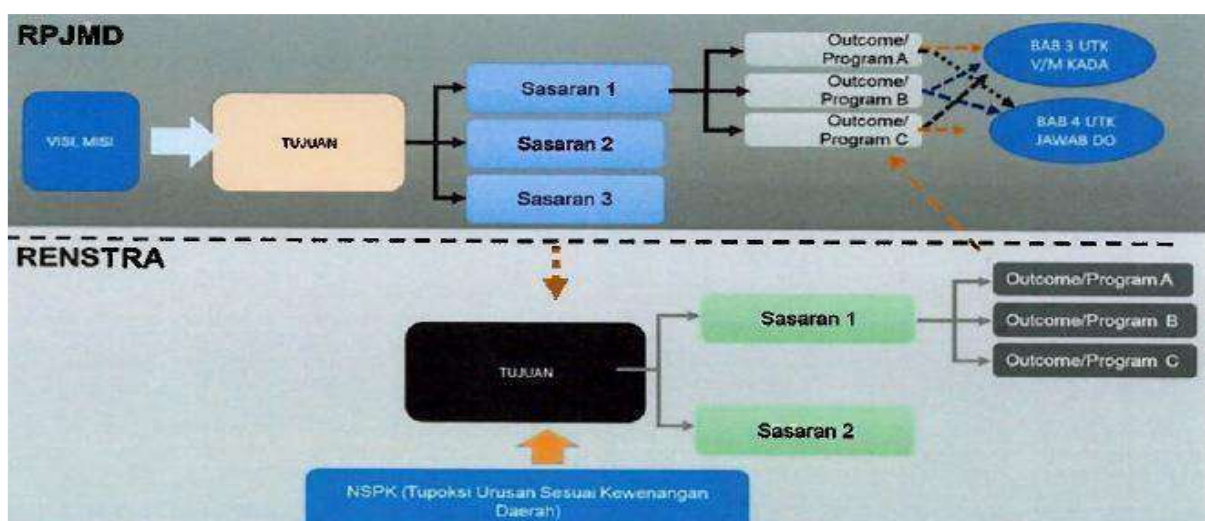 RPJMD
VISI, MISI
TUJUAN
Sasaran 1
Sasaran 2
Sasaran 3
Outcome/
Program A
Outcome/
Program B
Outcome/
Program C
BAB 3 UTK
V/M KADA
BAB 4 UTK
JAWAB DO
RENSTRA
TUJUAN
Sasaran 1
Sasaran 2
Outcome/Program A
Outcome/Program B
Outcome/Program C
NSPK (Tupoksi Urusan Sesuai Kewenangan
Daerah)